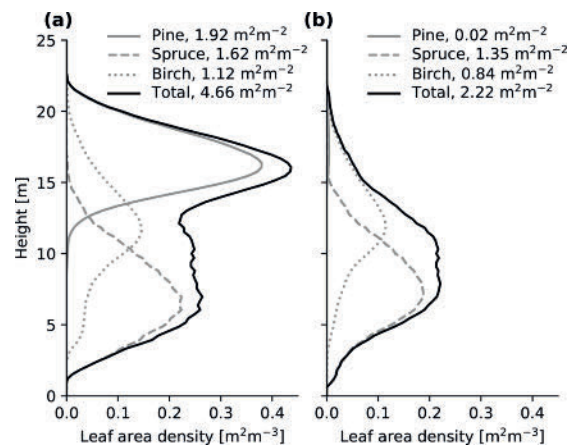 (a)
Pine, 1.92 m²m⁻²
Spruce, 1.62 m²m⁻²
Birch, 1.12 m²m⁻²
Total, 4.66 m²m⁻²
25
20
15
10
5
0
Height [m]
0.0 0.1 0.2 0.3 0.4
Leaf area density [m²m⁻³]
(b)
Pine, 0.02 m²m⁻²
Spruce, 1.35 m²m⁻²
Birch, 0.84 m²m⁻²
Total, 2.22 m²m⁻²
0.0 0.1 0.2 0.3 0.4
Leaf area density [m²m⁻³]